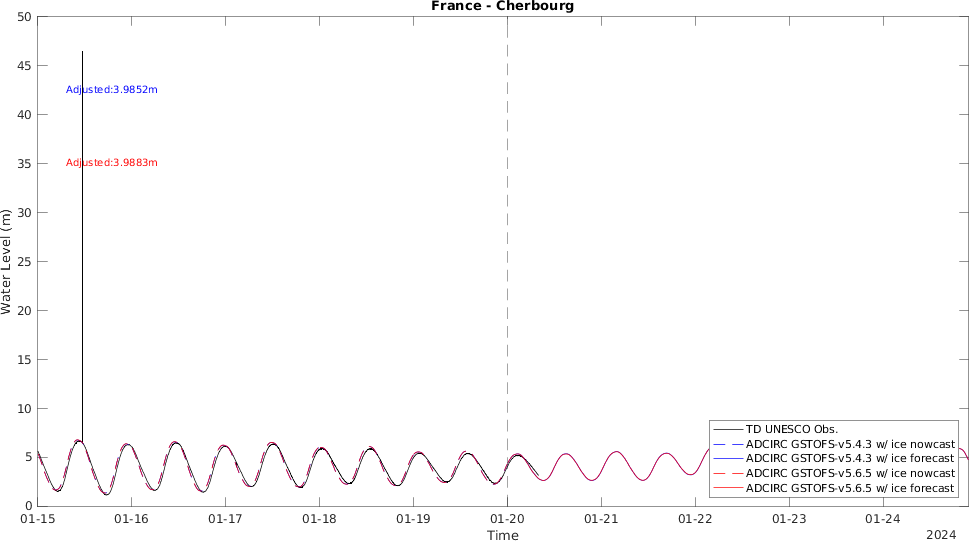 France - Cherbourg
50
45
40
35
30
25
20
15
10
5
0
Water Level (m)
Adjusted:3.9852m
Adjusted:3.9883m
TD UNESCO Obs.
ADCIRC GSTOFS-v5.4.3 w/ ice nowcast
ADCIRC GSTOFS-v5.4.3 w/ ice forecast
ADCIRC GSTOFS-v5.6.5 w/ ice nowcast
ADCIRC GSTOFS-v5.6.5 w/ ice forecast
01-15 01-16 01-17 01-18 01-19 01-20 01-21 01-22 01-23 01-24
Time
2024